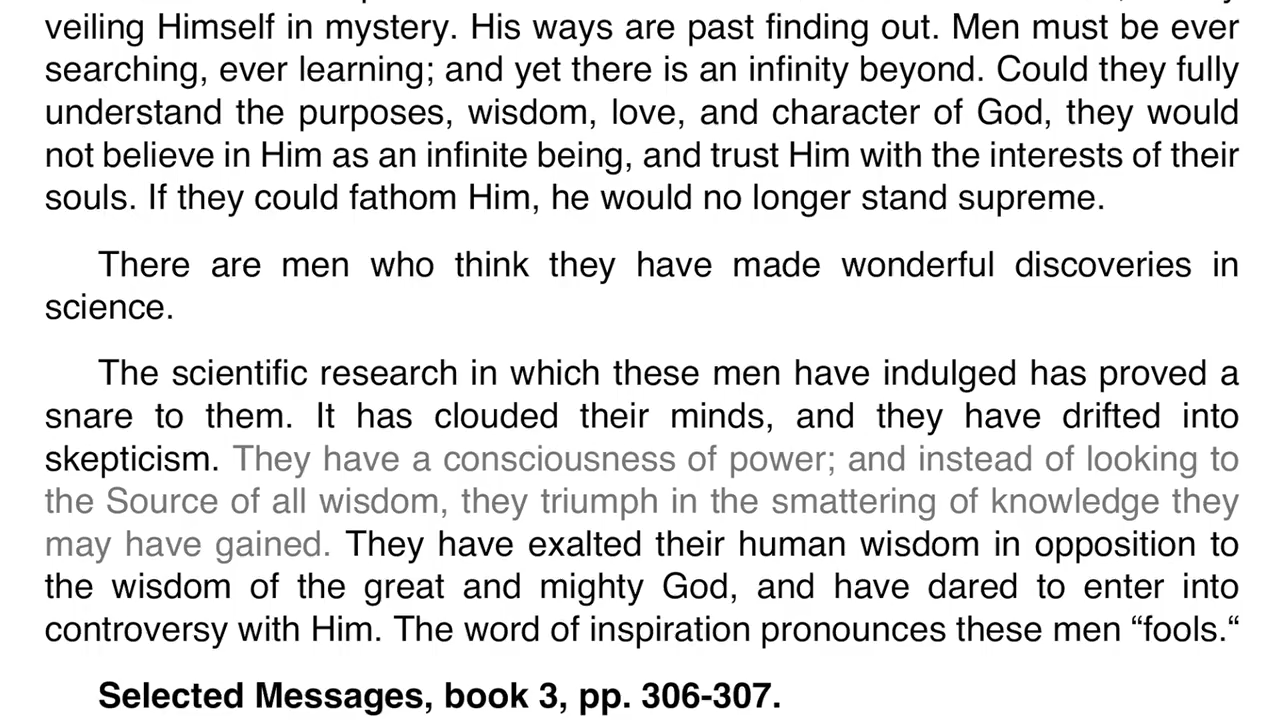 veiling Himself in mystery. His ways are past finding out. Men must be ever
searching, ever learning; and yet there is an infinity beyond. Could they fully
understand the purposes, wisdom, love, and character of God, they would
not believe in Him as an infinite being, and trust Him with the interests of their
souls. If they could fathom Him, he would no longer stand supreme.
There are men who think they have made wonderful discoveries in
science.
The scientific research in which these men have indulged has proved a
snare to them. It has clouded their minds, and they have drifted into
skepticism. They have a consciousness of power; and instead of looking to
the Source of all wisdom, they triumph in the smattering of knowledge they
may have gained. They have exalted their human wisdom in opposition to
the wisdom of the great and mighty God, and have dared to enter into
controversy with Him. The word of inspiration pronounces these men “fools.“
Selected Messages, book 3, pp. 306-307.